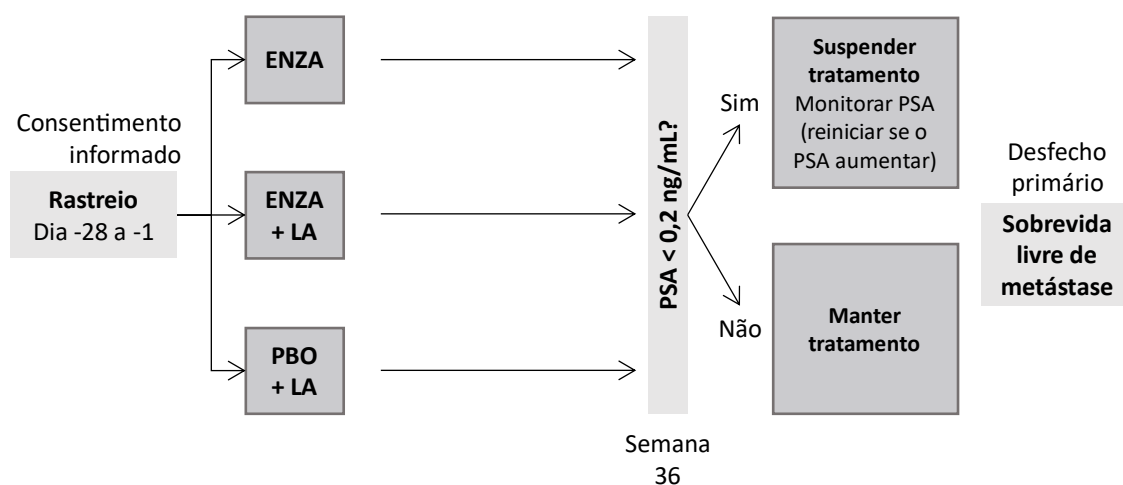 Consentimento
informado
Rastreio
Dia -28 a -1
ENZA
ENZA
+ LA
PBO
+ LA
PSA < 0,2 ng/mL?
Semana
36
Sim
Não
Suspender
tratamento
Monitorar PSA
(reiniciar se o
PSA aumentar)
Manter
tratamento
Desfecho
primário
Sobrevida
livre de
metástase